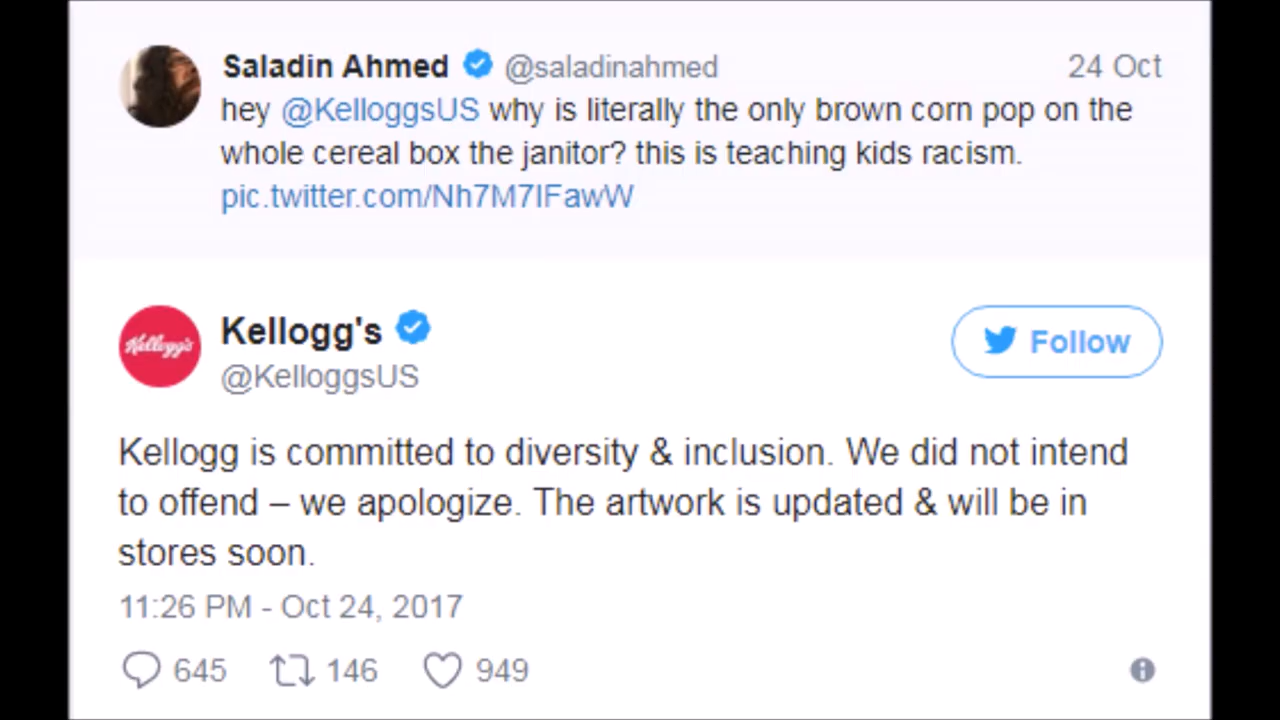 Saladin Ahmed @saladinahmed 24 Oct
hey @KelloggsUS why is literally the only brown corn pop on the
whole cereal box the janitor? this is teaching kids racism.
pic.twitter.com/Nh7M7IFawW
Kellogg's
Kellogg's
@KelloggsUS
Follow
Kellogg is committed to diversity & inclusion. We did not intend
to offend – we apologize. The artwork is updated & will be in
stores soon.
11:26 PM - Oct 24, 2017
645 146 949